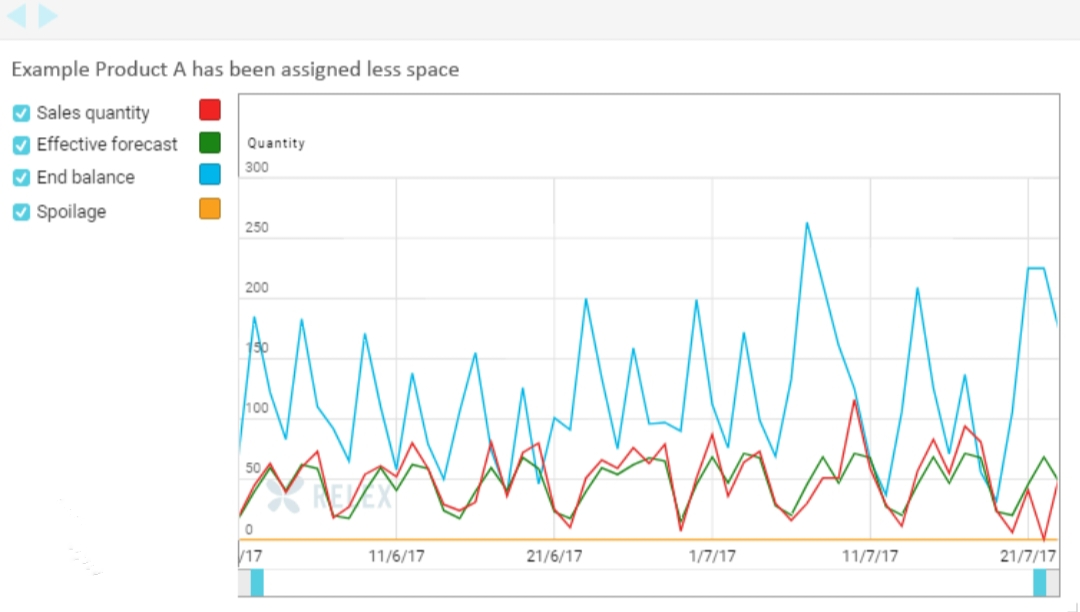 Example Product A has been assigned less space
Sales quantity
Effective forecast
End balance
Spoilage
Quantity
300
250
200
150
100
50
0
RELEX
/17
11/6/17
21/6/17
1/7/17
11/7/17
21/7/17